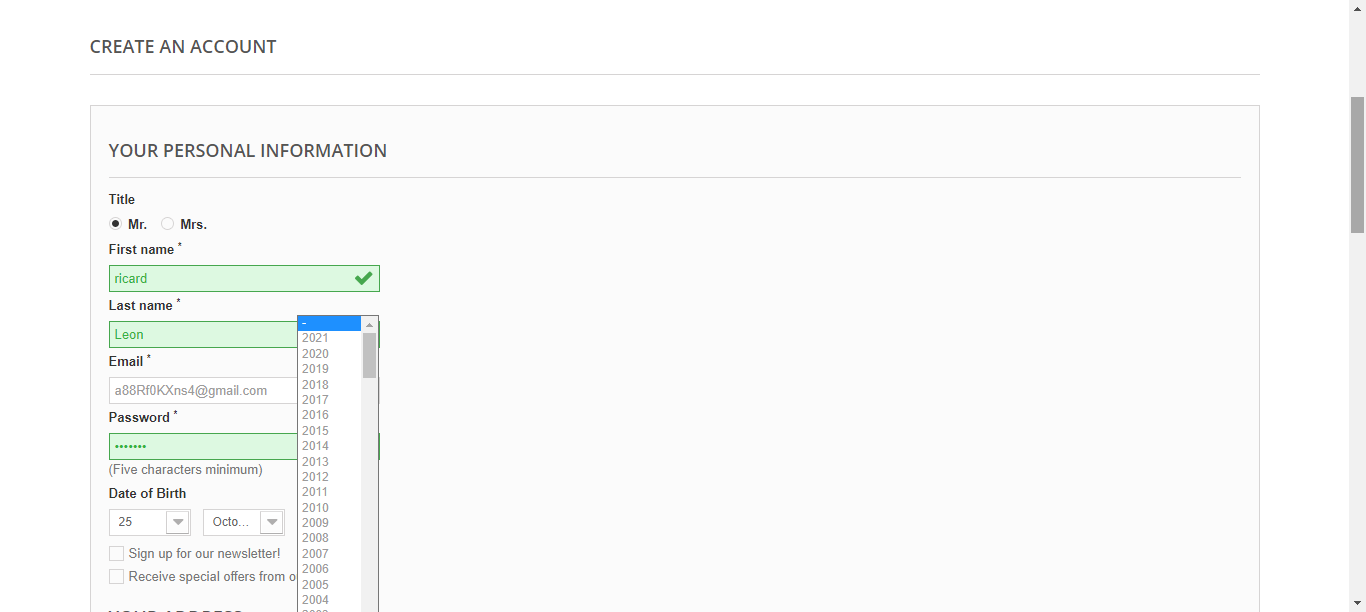 CREATE AN ACCOUNT
YOUR PERSONAL INFORMATION
Title
Mr. Mrs.
First name *
ricard
Last name *
Leon
Email *
a88Rf0KXns4@gmail.com
Password *
•••••••
(Five characters minimum)
Date of Birth
25 Octo...
Sign up for our newsletter!
Receive special offers from
-
2021
2020
2019
2018
2017
2016
2015
2014
2013
2012
2011
2010
2009
2008
2007
2006
2005
2004